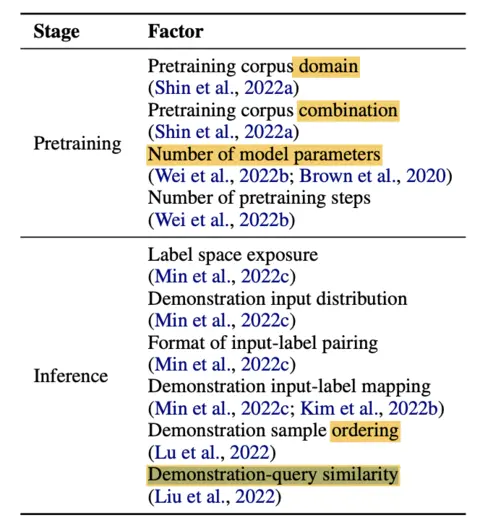 Stage Factor
Pretraining corpus domain
(Shin et al., 2022a)
Pretraining corpus combination
(Shin et al., 2022a)
Pretraining
Number of model parameters
(Wei et al., 2022b; Brown et al., 2020)
Number of pretraining steps
(Wei et al., 2022b)
Label space exposure
(Min et al., 2022c)
Demonstration input distribution
(Min et al., 2022c)
Format of input-label pairing
(Min et al., 2022c)
Inference
Demonstration input-label mapping
(Min et al., 2022c; Kim et al., 2022b)
Demonstration sample ordering
(Lu et al., 2022)
Demonstration-query similarity
(Liu et al., 2022)